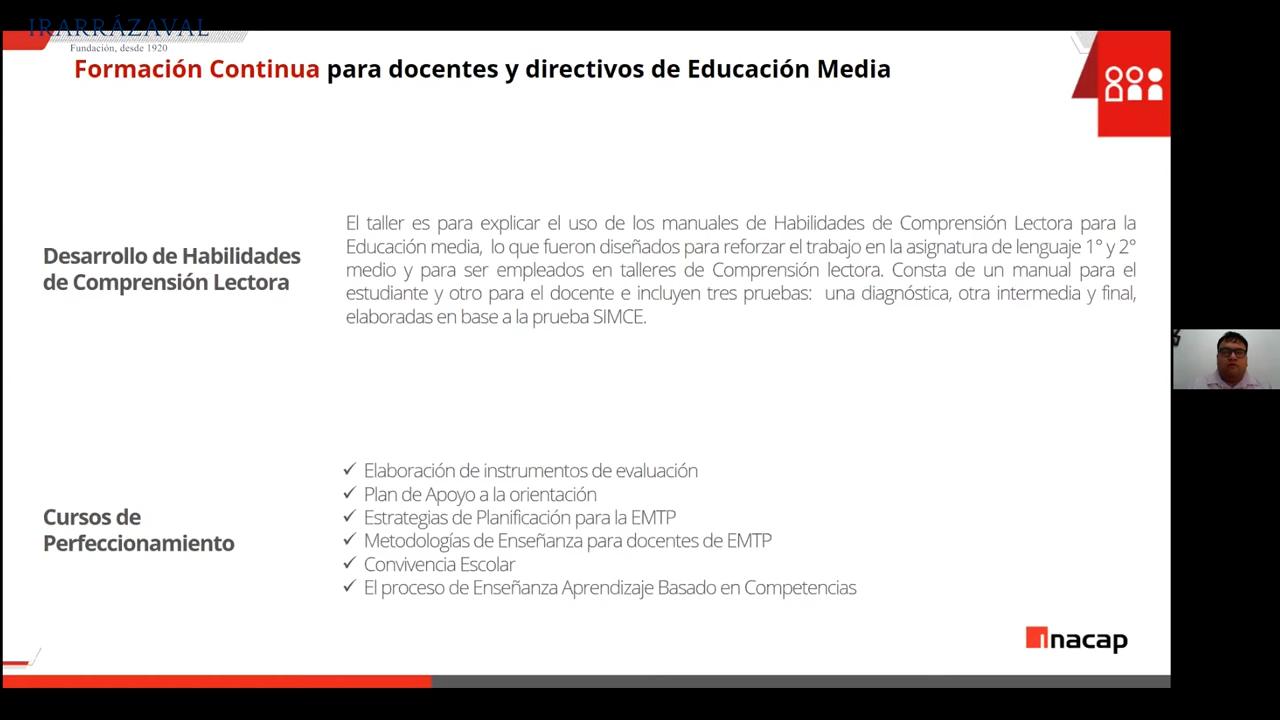 IRARRÁZAVAL
Fundación, desde 1920
Formación Continua para docentes y directivos de Educación Media
Desarrollo de Habilidades
de Comprensión Lectora
El taller es para explicar el uso de los manuales de Habilidades de Comprensión Lectora para la
Educación media, lo que fueron diseñados para reforzar el trabajo en la asignatura de lenguaje 1° y 2°
medio y para ser empleados en talleres de Comprensión lectora. Consta de un manual para el
estudiante y otro para el docente e incluyen tres pruebas: una diagnóstica, otra intermedia y final,
elaboradas en base a la prueba SIMCE.
Cursos de
Perfeccionamiento
✓ Elaboración de instrumentos de evaluación
✓ Plan de Apoyo a la orientación
✓ Estrategias de Planificación para la EMTP
✓ Metodologías de Enseñanza para docentes de EMTP
✓ Convivencia Escolar
✓ El proceso de Enseñanza Aprendizaje Basado en Competencias
inacap